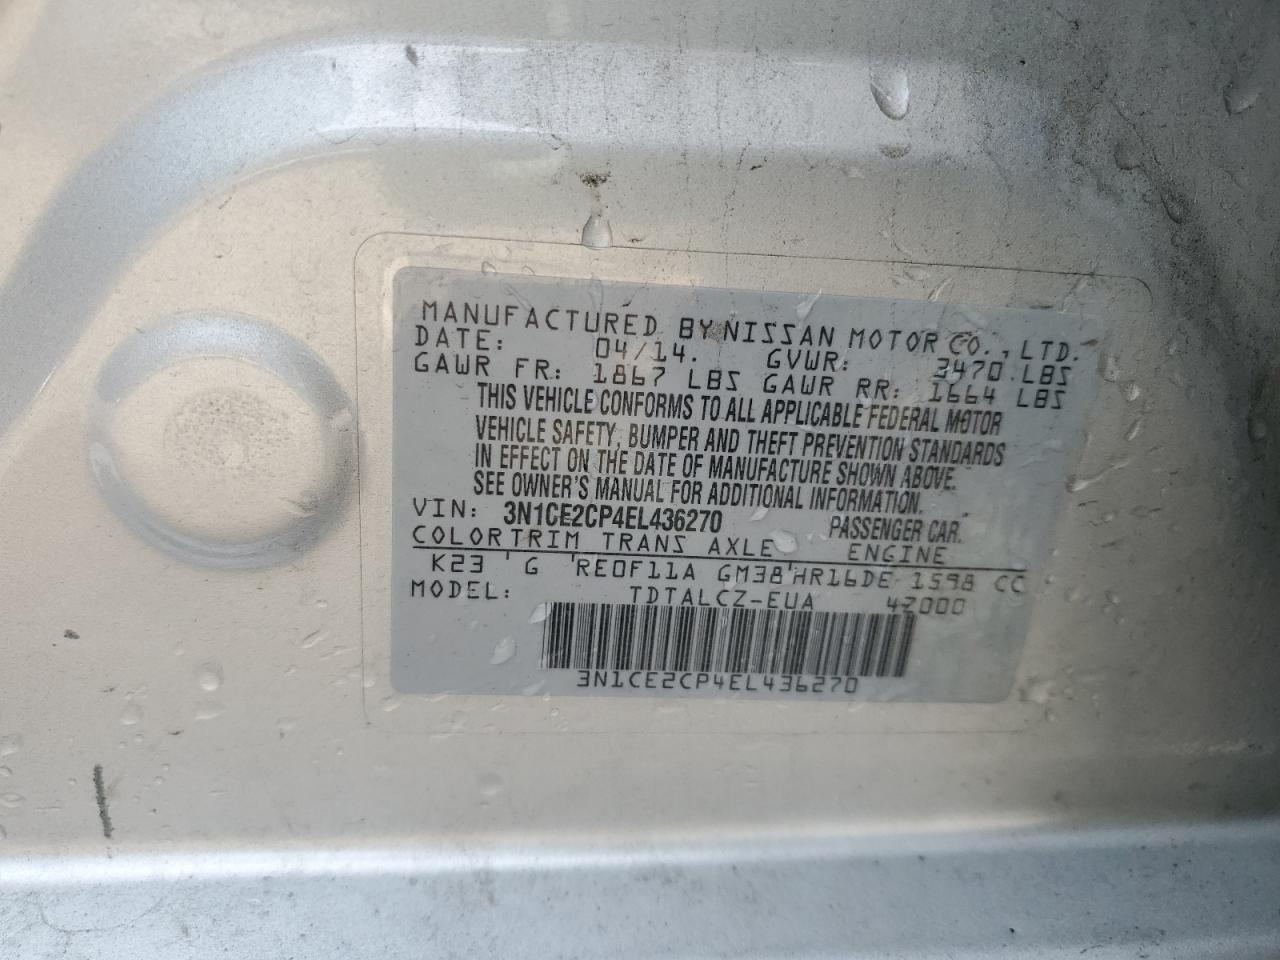 MANUFACTURED BY NISSAN MOTOR CO., LTD.
DATE: 04/14. GVWR: 3470 LBS
GAWR FR: 1867 LBS GAWR RR: 1664 LBS
THIS VEHICLE CONFORMS TO ALL APPLICABLE FEDERAL MOTOR
VEHICLE SAFETY, BUMPER AND THEFT PREVENTION STANDARDS
IN EFFECT ON THE DATE OF MANUFACTURE SHOWN ABOVE.
SEE OWNER'S MANUAL FOR ADDITIONAL INFORMATION.
VIN: 3N1CE2CP4EL436270 PASSENGER CAR.
COLORTRIM TRANS AXLE ENGINE
K23 ' G 'RE0F11A GM38'HR16DE 1598 CC
MODEL: TDTALCZ-EUA 42000
3N1CE2CP4EL436270